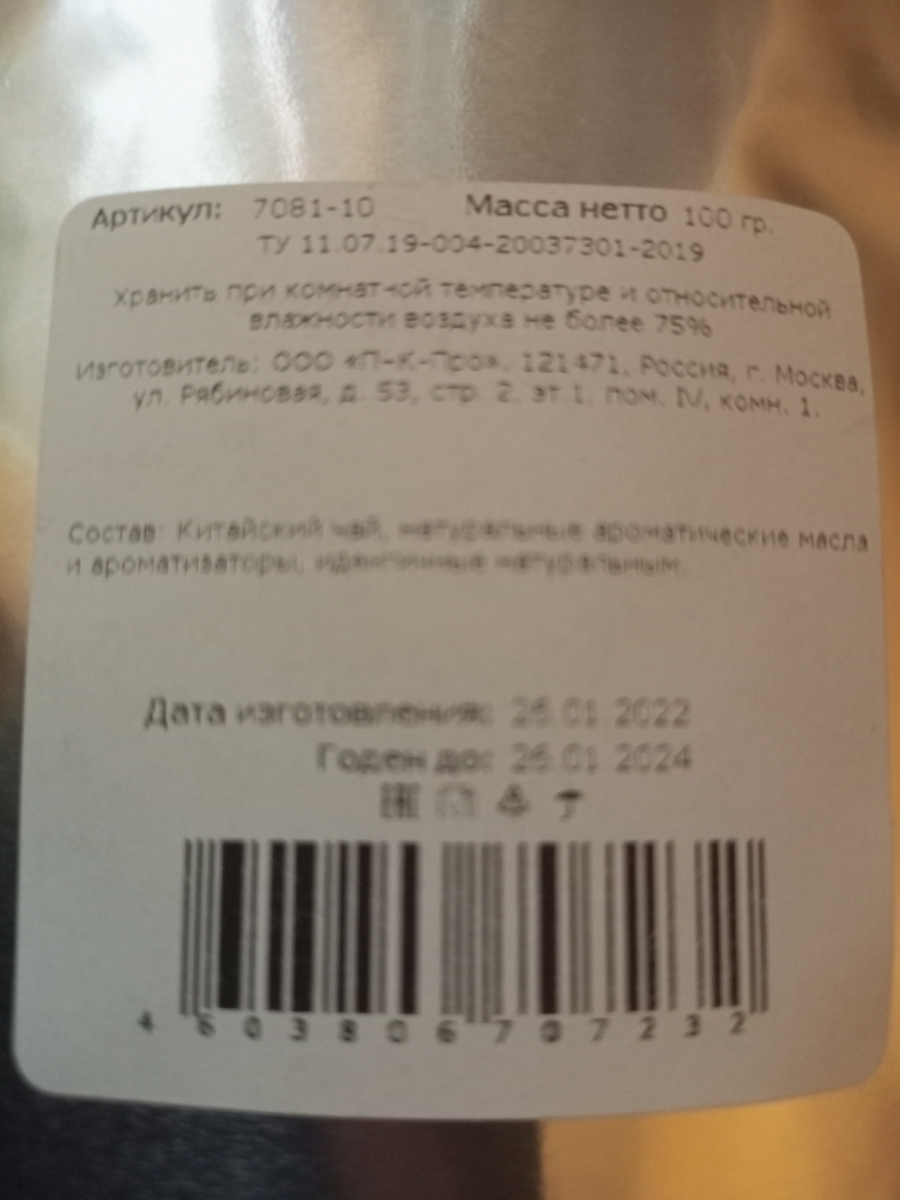 Артикул: 7081-10 Масса нетто 100 гр.
ТУ 11.07.19-004-20037301-2019
Хранить при комнатной температуре и относительной
влажности воздуха не более 75%
Изготовитель: ООО «П-К-Про», 121471, Россия, г. Москва,
ул. Рябиновая, д. 53, стр. 2, эт.1, пом. IV, комн. 1.
Состав: Китайский чай, натуральные ароматические масла
и ароматизаторы, идентичные натуральным.
Дата изготовления: 26.01.2022
Годен до: 26.01.2024
EAC
4 603806 707232